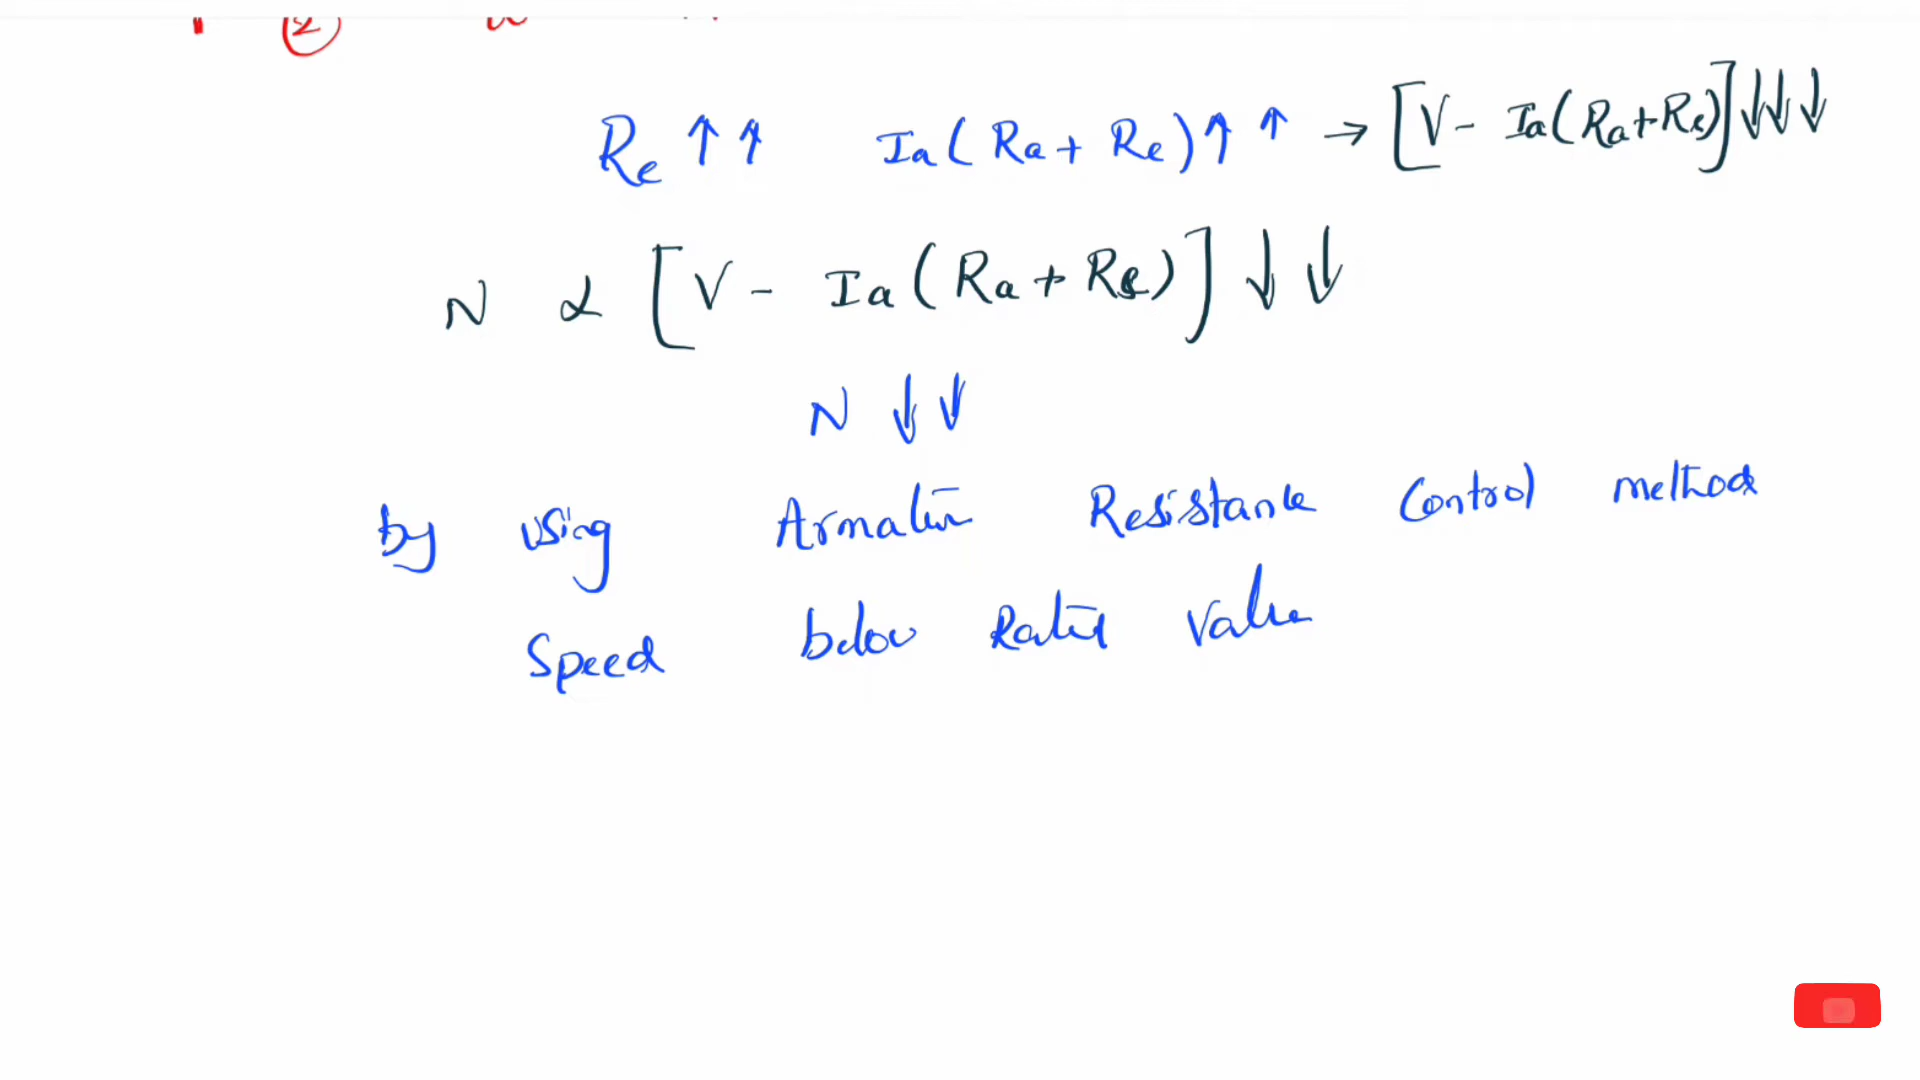 ②
Re ↑↑ Ia(Ra + Re)↑↑ → [V - Ia(Ra+Re)]↓↓↓
N ∝ [V - Ia(Ra + Re)]↓↓
N ↓↓
by using Armature Resistance Control method
Speed below Rated Value